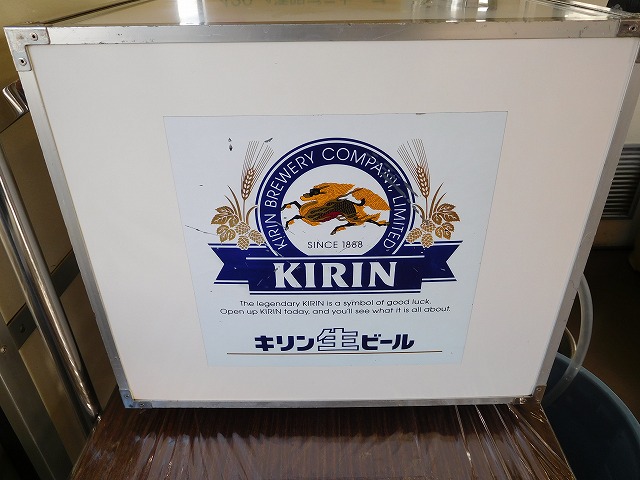 KIRIN BREWERY COMPANY, LIMITED
SINCE 1888
KIRIN
The legendary KIRIN is a symbol of good luck.
Open up KIRIN today, and you'll see what it is all about.
キリン生ビール